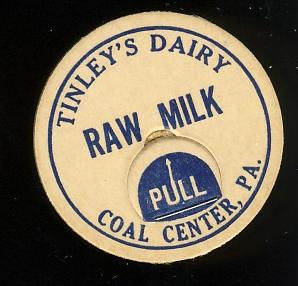 TINLEY'S DAIRY
RAW MILK
PULL
COAL CENTER, PA.